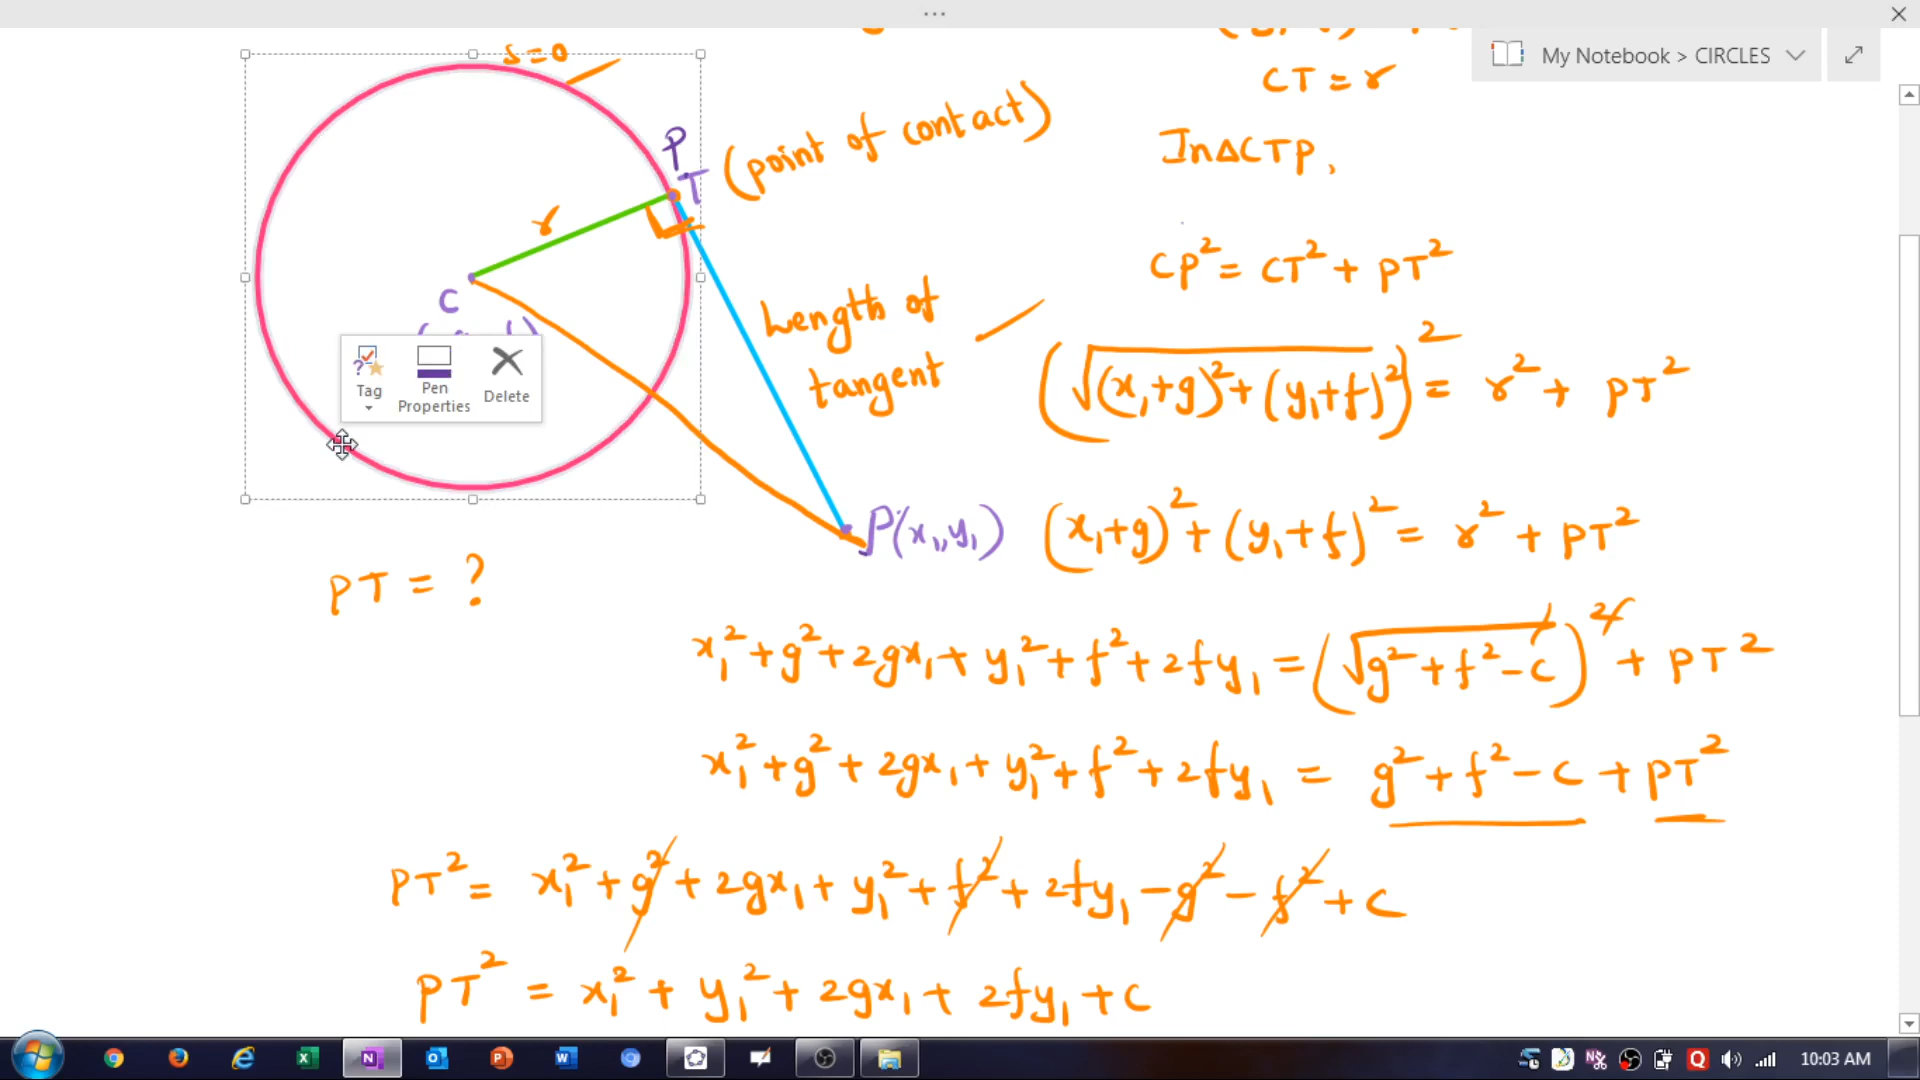 My Notebook > CIRCLES
S = 0
CT = r
P
T (point of contact)
In△CTP,
r
CP² = CT² + PT²
C
Length of
tangent
Tag
Pen
Properties
Delete
(√(x₁+g)²+(y₁+f)²)² = r² + PT²
P(x₁,y₁)
(x₁+g)²+(y₁+f)² = r² + PT²
PT = ?
x₁²+g²+2gx₁+y₁²+f²+2fy₁ = (√g²+f²-c)² + PT²
x₁²+g²+2gx₁+y₁²+f²+2fy₁ = g²+f²-c+PT²
PT² = x₁²+g²+2gx₁+y₁²+f²+2fy₁-g²-f²+c
PT² = x₁²+y₁²+2gx₁+2fy₁+c
10:03 AM